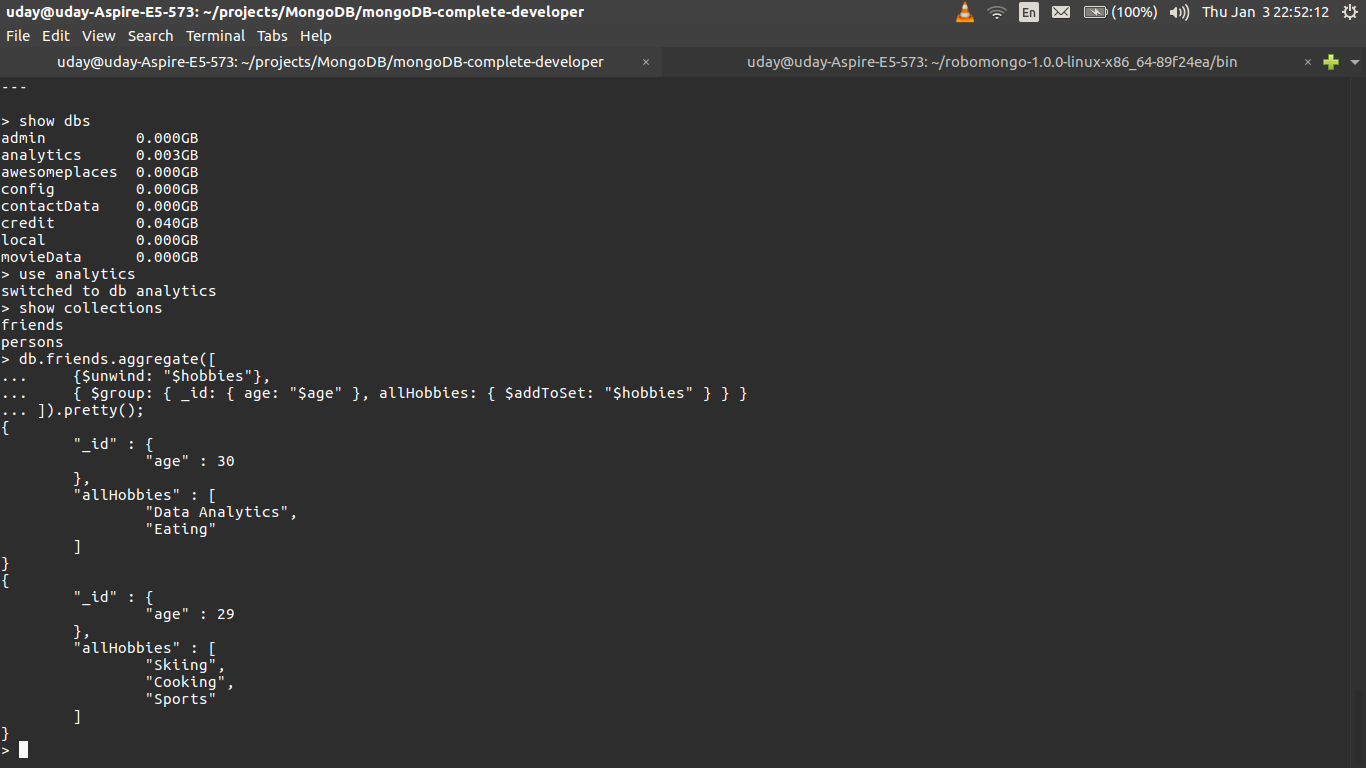 uday@uday-Aspire-E5-573: ~/projects/MongoDB/mongoDB-complete-developer En (100%) Thu Jan 3 22:52:12
File Edit View Search Terminal Tabs Help
uday@uday-Aspire-E5-573: ~/projects/MongoDB/mongoDB-complete-developer × uday@uday-Aspire-E5-573: ~/robomongo-1.0.0-linux-x86_64-89f24ea/bin ×
---
> show dbs
admin          0.000GB
analytics      0.003GB
awesomeplaces  0.000GB
config         0.000GB
contactData    0.000GB
credit         0.040GB
local          0.000GB
movieData      0.000GB
> use analytics
switched to db analytics
> show collections
friends
persons
> db.friends.aggregate([
...     {$unwind: "$hobbies"},
...     { $group: { _id: { age: "$age" }, allHobbies: { $addToSet: "$hobbies" } } }
... ]).pretty();
{
        "_id" : {
                "age" : 30
        },
        "allHobbies" : [
                "Data Analytics",
                "Eating"
        ]
}
{
        "_id" : {
                "age" : 29
        },
        "allHobbies" : [
                "Skiing",
                "Cooking",
                "Sports"
        ]
}
>